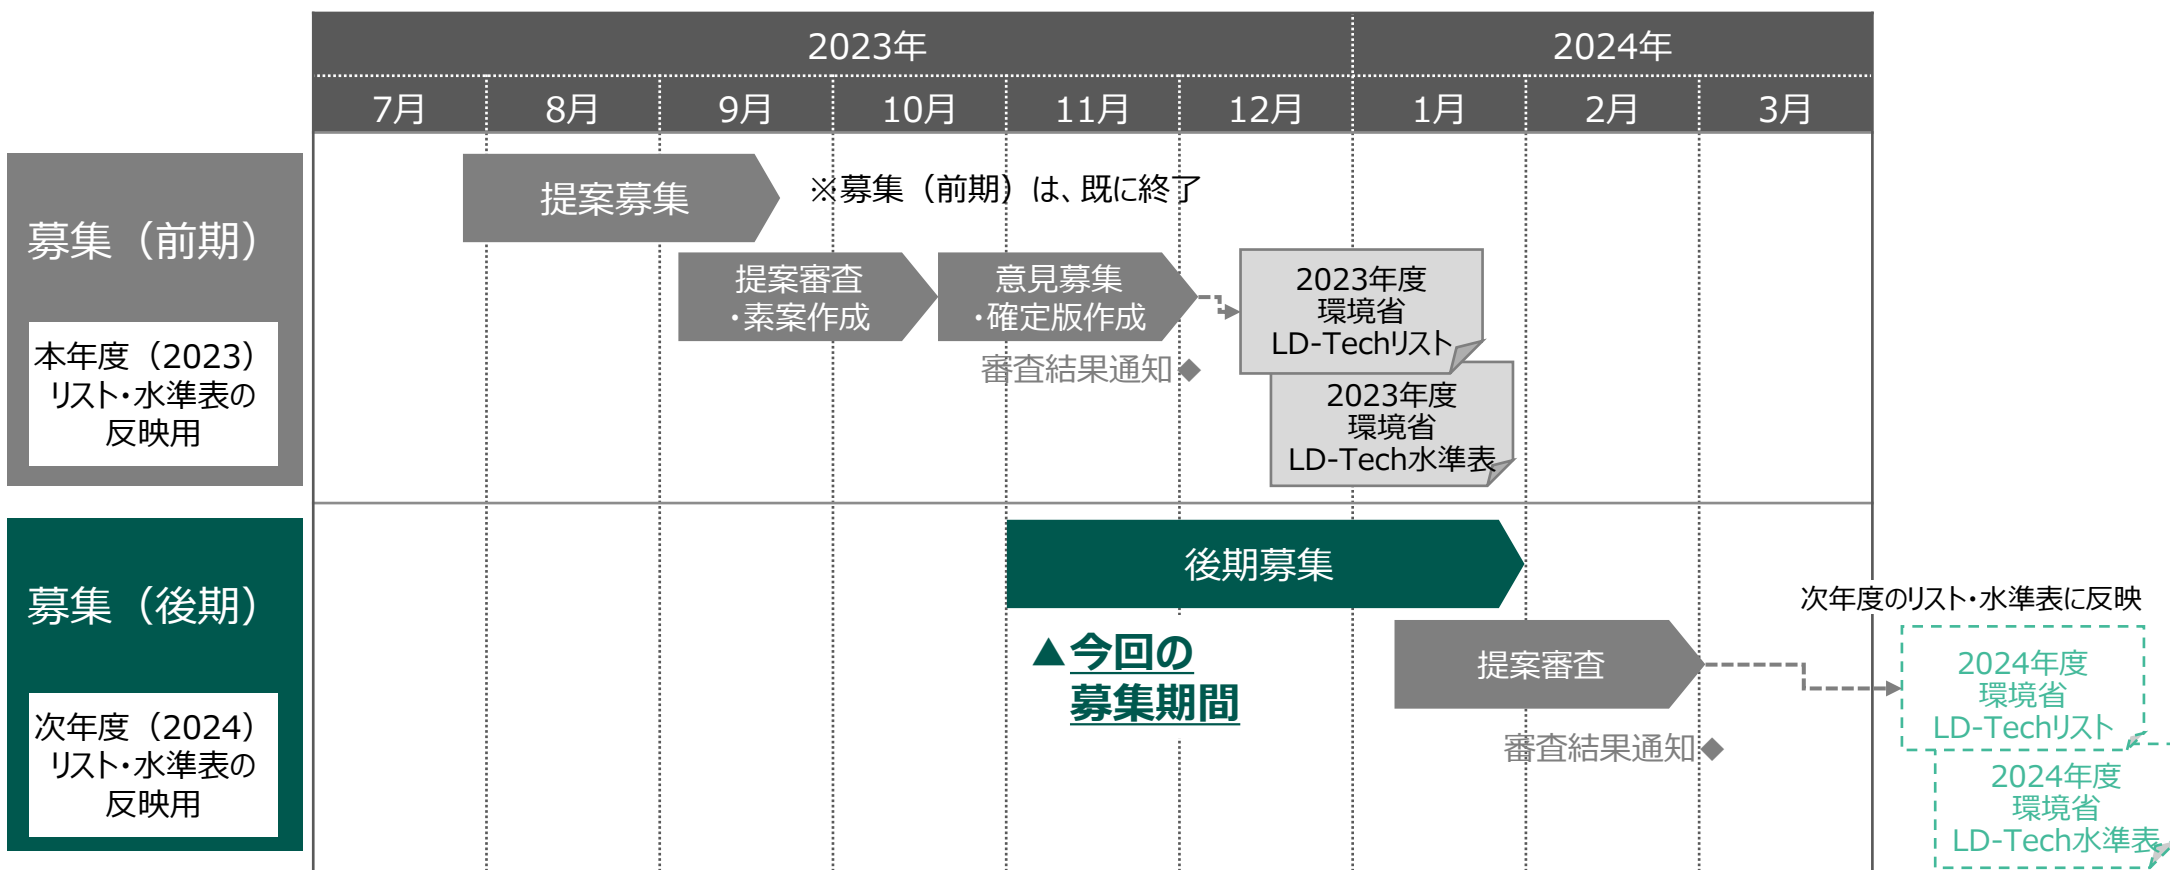 2023年
2024年
7月
8月
9月
10月
11月
12月
1月
2月
3月
募集（前期）
本年度（2023）
リスト・水準表の
反映用
提案募集
※募集（前期）は、既に終了
提案審査
・素案作成
意見募集
・確定版作成
審査結果通知◆
2023年度
環境省
LD-Techリスト
2023年度
環境省
LD-Tech水準表
募集（後期）
次年度（2024）
リスト・水準表の
反映用
後期募集
▲今回の
募集期間
提案審査
審査結果通知◆
次年度のリスト・水準表に反映
2024年度
環境省
LD-Techリスト
2024年度
環境省
LD-Tech水準表